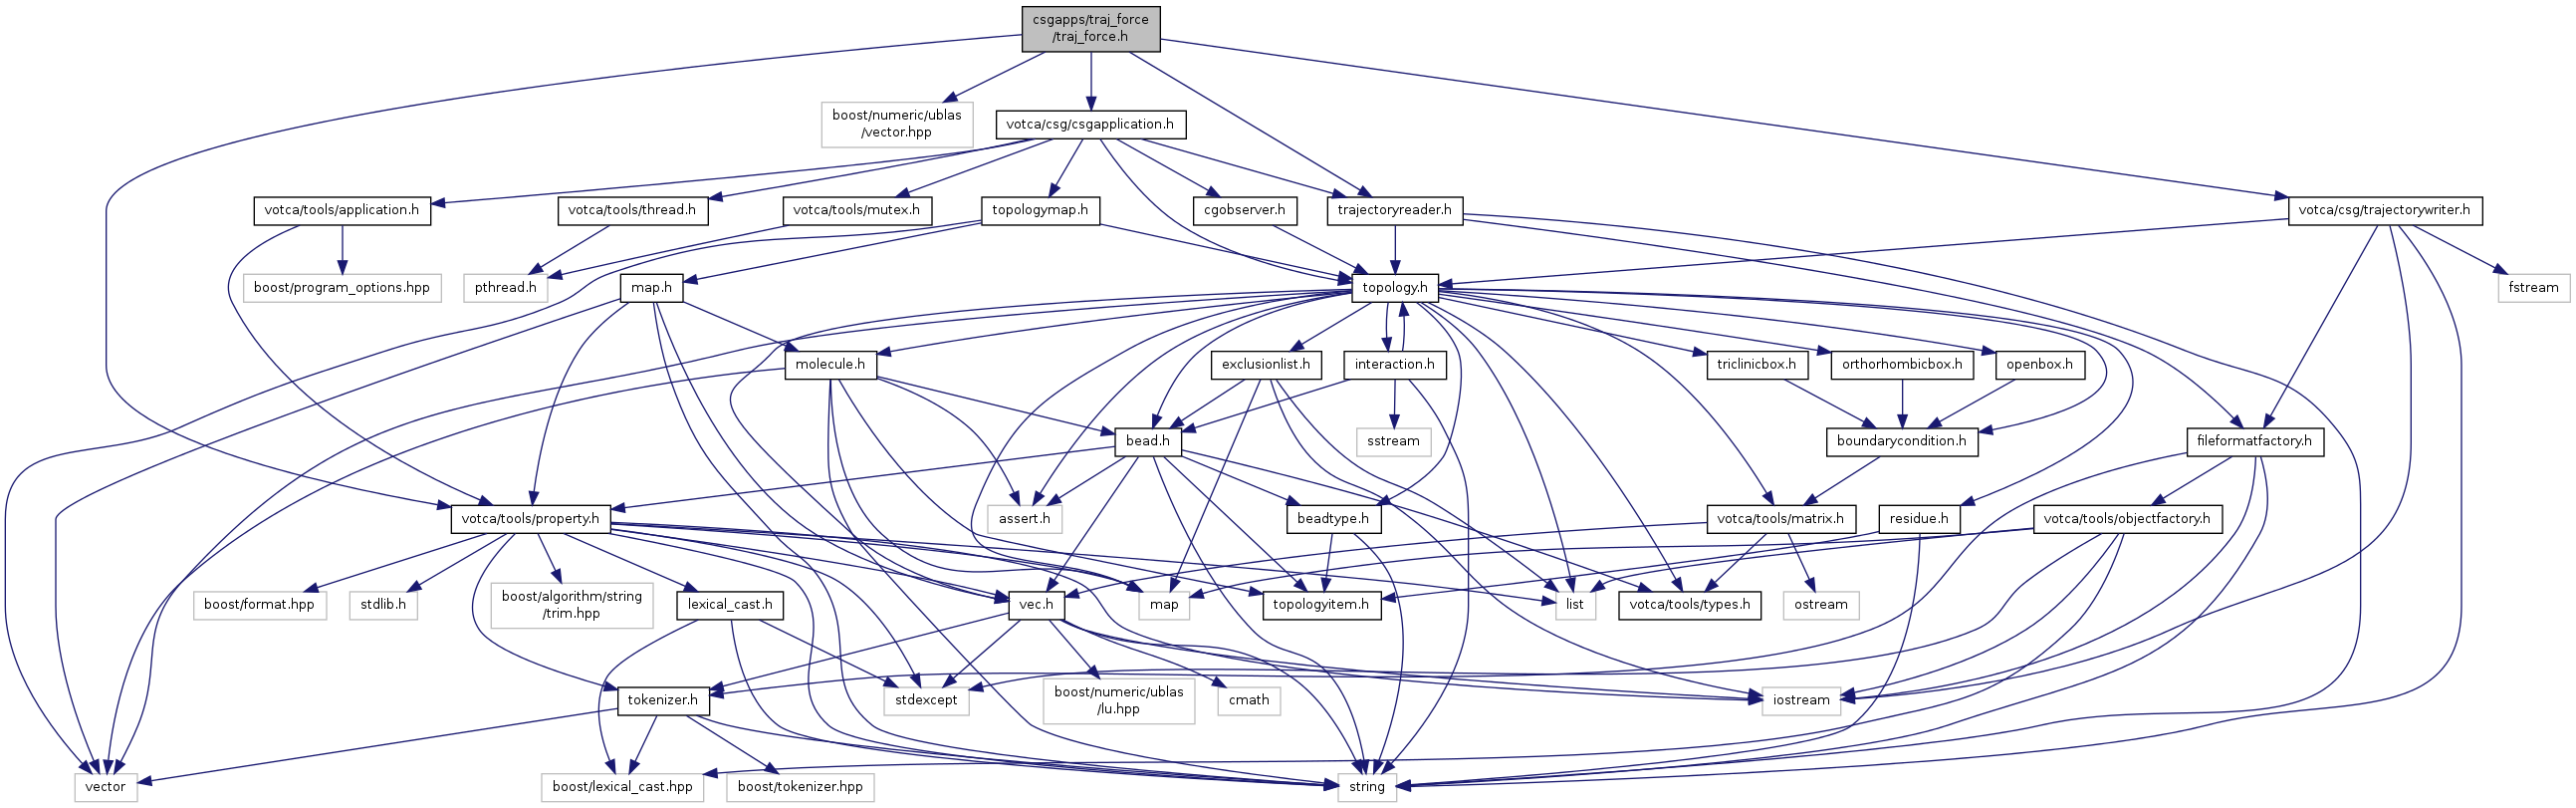 csgapps/traj_force
/traj_force.h
boost/numeric/ublas
/vector.hpp
votca/csg/csgapplication.h
votca/tools/application.h
votca/tools/thread.h
votca/tools/mutex.h
topologymap.h
cgobserver.h
trajectoryreader.h
votca/csg/trajectorywriter.h
boost/program_options.hpp
pthread.h
map.h
topology.h
fstream
molecule.h
exclusionlist.h
interaction.h
triclinicbox.h
orthorhombicbox.h
openbox.h
bead.h
sstream
boundarycondition.h
fileformatfactory.h
votca/tools/property.h
assert.h
beadtype.h
votca/tools/matrix.h
residue.h
votca/tools/objectfactory.h
boost/format.hpp
stdlib.h
boost/algorithm/string
/trim.hpp
lexical_cast.h
vec.h
map
topologyitem.h
list
votca/tools/types.h
ostream
tokenizer.h
stdexcept
boost/numeric/ublas
/lu.hpp
cmath
iostream
vector
boost/lexical_cast.hpp
boost/tokenizer.hpp
string